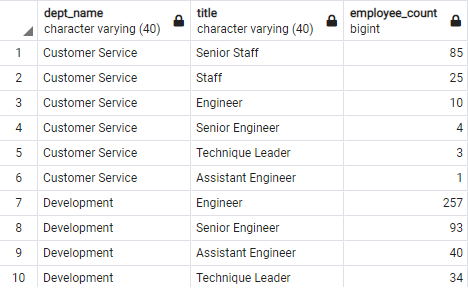 dept_name title employee_count
character varying (40) character varying (40) bigint
1 Customer Service Senior Staff 85
2 Customer Service Staff 25
3 Customer Service Engineer 10
4 Customer Service Senior Engineer 4
5 Customer Service Technique Leader 3
6 Customer Service Assistant Engineer 1
7 Development Engineer 257
8 Development Senior Engineer 93
9 Development Assistant Engineer 40
10 Development Technique Leader 34